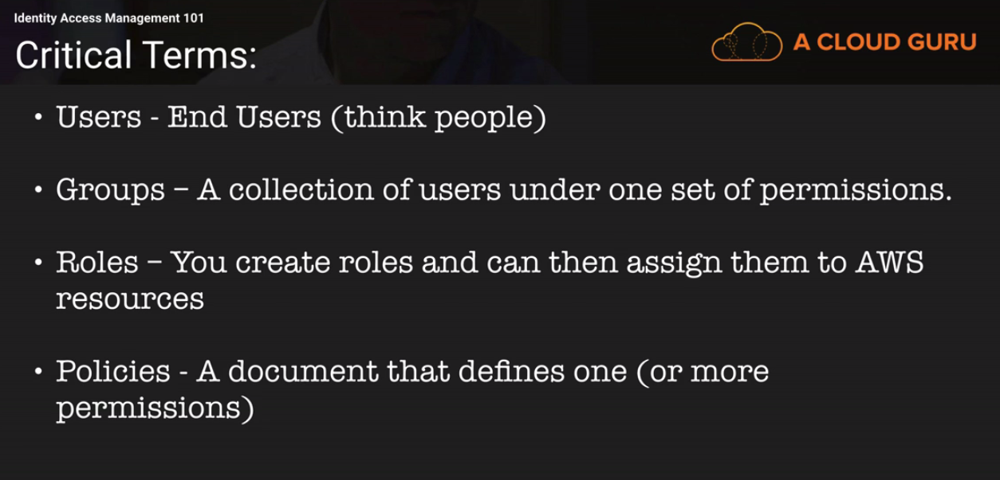 Identity Access Management 101
Critical Terms:
A CLOUD GURU
• Users - End Users (think people)
• Groups – A collection of users under one set of permissions.
• Roles – You create roles and can then assign them to AWS
resources
• Policies - A document that defines one (or more
permissions)